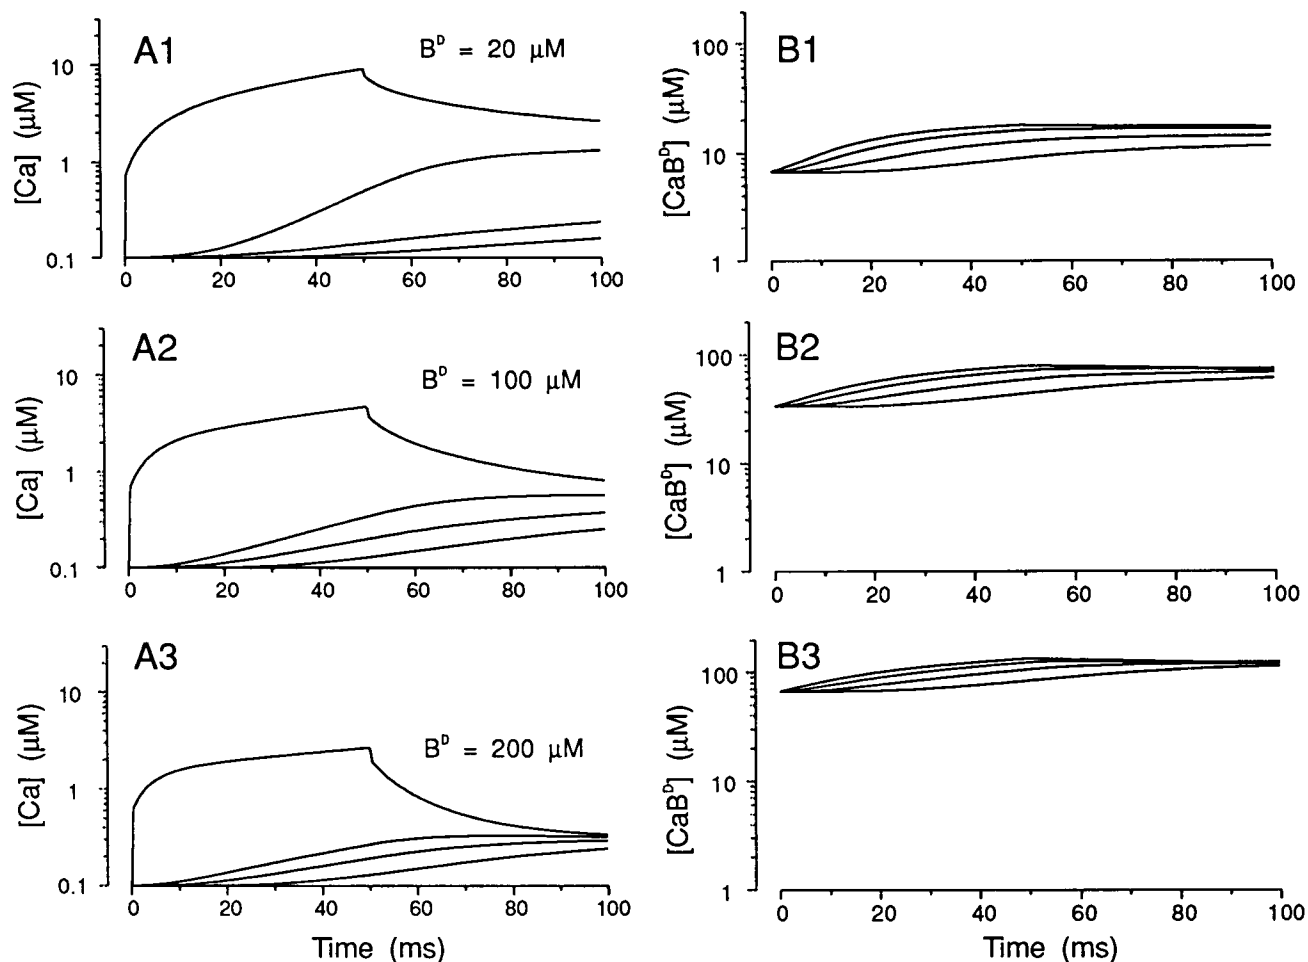 A1
B^D = 20 μM
[Ca] (μM)
10
1
0.1
0 20 40 60 80 100
B1
[CaB^D] (μM)
100
10
1
0 20 40 60 80 100
A2
B^D = 100 μM
[Ca] (μM)
10
1
0.1
0 20 40 60 80 100
B2
[CaB^D] (μM)
100
10
1
0 20 40 60 80 100
A3
B^D = 200 μM
[Ca] (μM)
10
1
0.1
0 20 40 60 80 100
Time (ms)
B3
[CaB^D] (μM)
100
10
1
0 20 40 60 80 100
Time (ms)